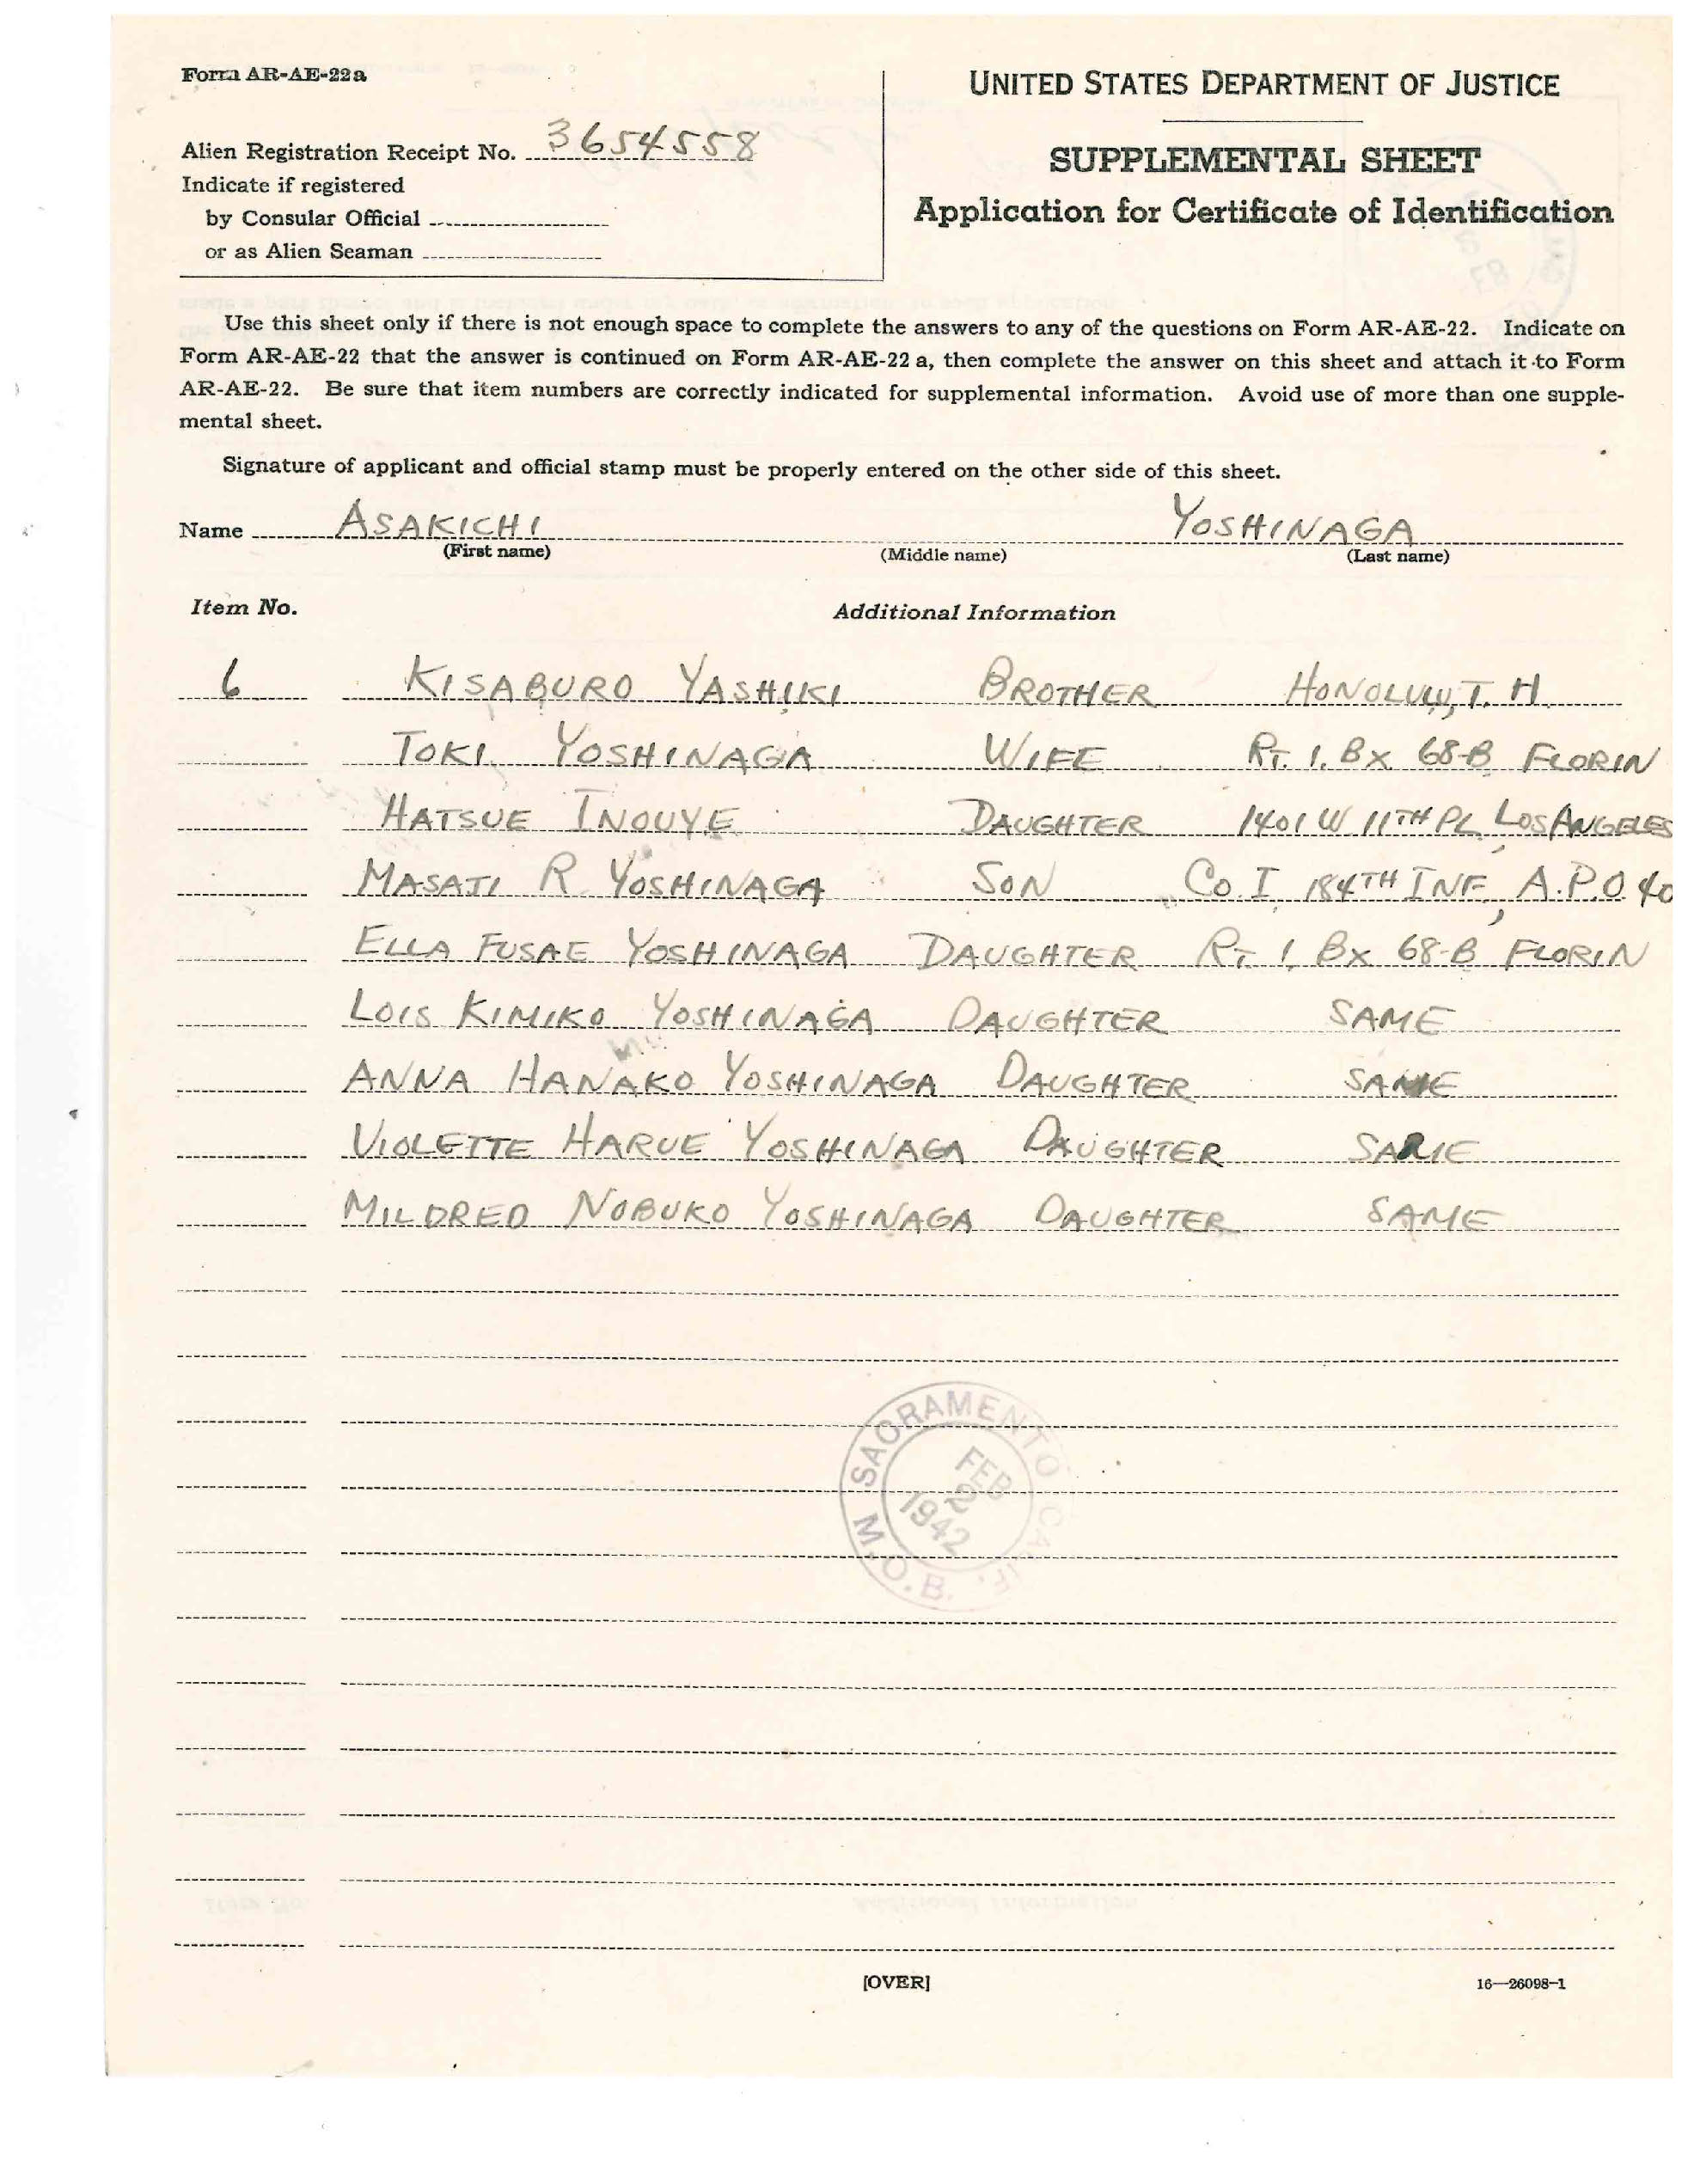 Form AR-AE-22a
Alien Registration Receipt No. 3654558
Indicate if registered
by Consular Official
or as Alien Seaman
UNITED STATES DEPARTMENT OF JUSTICE
SUPPLEMENTAL SHEET
Application for Certificate of Identification
Use this sheet only if there is not enough space to complete the answers to any of the questions on Form AR-AE-22. Indicate on
Form AR-AE-22 that the answer is continued on Form AR-AE-22 a, then complete the answer on this sheet and attach it to Form
AR-AE-22. Be sure that item numbers are correctly indicated for supplemental information. Avoid use of more than one supple-
mental sheet.
Signature of applicant and official stamp must be properly entered on the other side of this sheet.
Name ASAKICHI YOSHINAGA
(First name) (Middle name) (Last name)
Item No. Additional Information
6 KISABURO YASHIKI BROTHER HONOLULU, T. H.
TOKI YOSHINAGA WIFE RT. 1, BX 68-B FLORIN
HATSUE INOUYE DAUGHTER 1401 W 11TH PL, LOS ANGELES
MASATI R YOSHINAGA SON CO. I, 184TH INF, A.P.O. 40
ELLA FUSAE YOSHINAGA DAUGHTER RT 1, BX 68-B FLORIN
LOIS KIMIKO YOSHINAGA DAUGHTER SAME
ANNA HANAKO YOSHINAGA DAUGHTER SAME
VIOLETTE HARUE YOSHINAGA DAUGHTER SAME
MILDRED NOBUKO YOSHINAGA DAUGHTER SAME
SACRAMENTO CALIF.
FEB
2
1942
M.O.B.
[OVER]
16—26098-1